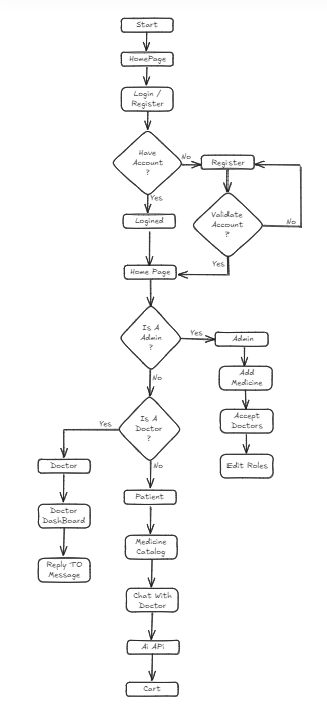 Start
HomePage
Login /
Register
Have
Account
?
No
Register
Yes
Validate
Account
?
No
Logined
Yes
Home Page
Is A
Admin
?
Yes
Admin
No
Add
Medicine
Is A
Doctor
?
Yes
Accept
Doctors
No
Doctor
Edit Roles
Patient
Doctor
DashBoard
Medicine
Catalog
Reply TO
Message
Chat With
Doctor
Ai APi
Cart